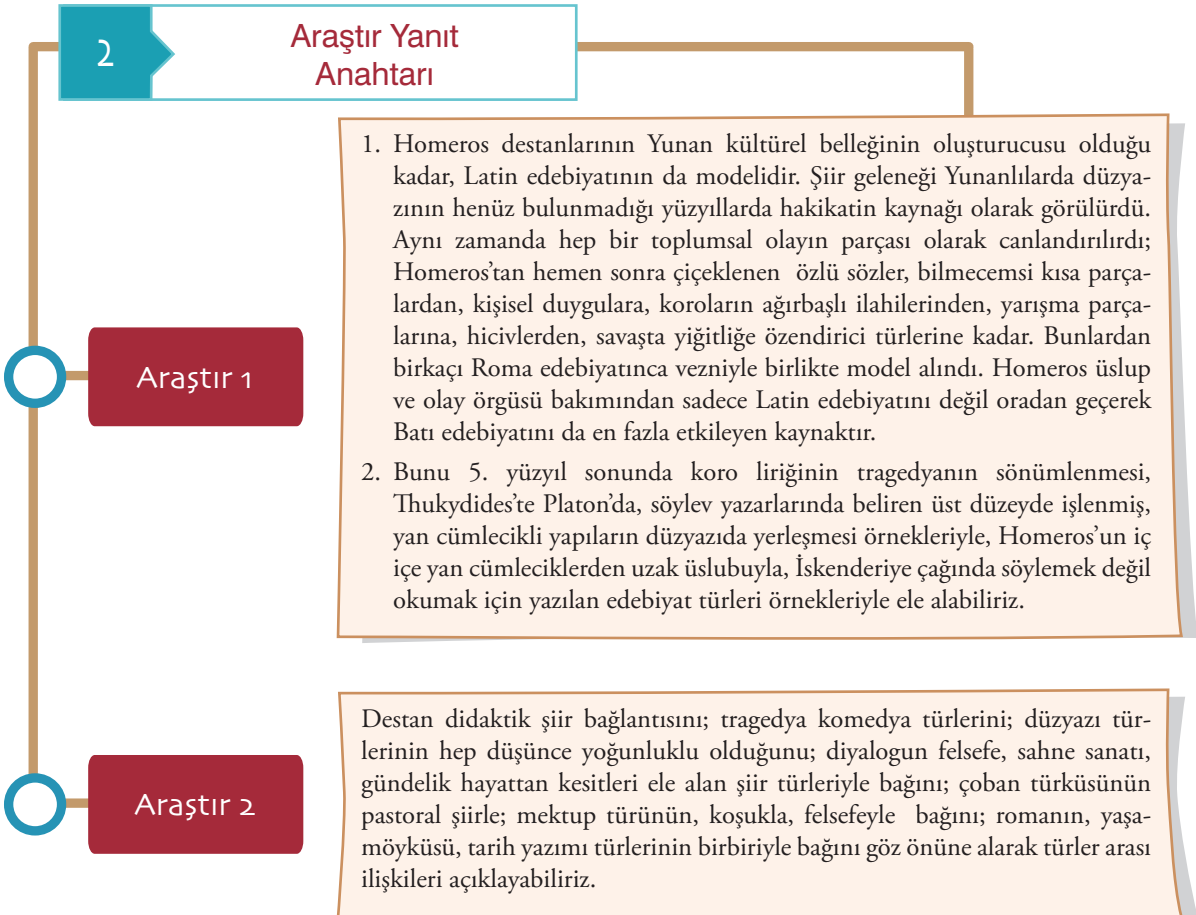 2
Araştır Yanıt
Anahtarı
Araştır 1
1. Homeros destanlarının Yunan kültürel belleğinin oluşturucusu olduğu
kadar, Latin edebiyatının da modelidir. Şiir geleneği Yunanlılarda düzya-
zının henüz bulunmadığı yüzyıllarda hakikatin kaynağı olarak görülürdü.
Aynı zamanda hep bir toplumsal olayın parçası olarak canlandırılırdı;
Homeros’tan hemen sonra çiçeklenen özlü sözler, bilmecemsi kısa parça-
lardan, kişisel duygulara, koroların ağırbaşlı ilahilerinden, yarışma parça-
larına, hicivlerden, savaşta yiğitliğe özendirici türlerine kadar. Bunlardan
birkaçı Roma edebiyatınca vezniyle birlikte model alındı. Homeros üslup
ve olay örgüsü bakımından sadece Latin edebiyatını değil oradan geçerek
Batı edebiyatını da en fazla etkileyen kaynaktır.
2. Bunu 5. yüzyıl sonunda koro liriğinin tragedyanın sönümlenmesi,
Thukydides’te Platon’da, söylev yazarlarında beliren üst düzeyde işlenmiş,
yan cümlecikli yapıların düzyazıda yerleşmesi örnekleriyle, Homeros’un iç
içe yan cümleciklerden uzak üslubuyla, İskenderiye çağında söylemek değil
okumak için yazılan edebiyat türleri örnekleriyle ele alabiliriz.
Araştır 2
Destan didaktik şiir bağlantısını; tragedya komedya türlerini; düzyazı tür-
lerinin hep düşünce yoğunluklu olduğunu; diyalogun felsefe, sahne sanatı,
gündelik hayattan kesitleri ele alan şiir türleriyle bağını; çoban türküsünün
pastoral şiirle; mektup türünün, koşukla, felsefeyle bağını; romanın, yaşa-
möyküsü, tarih yazımı türlerinin birbiriyle bağını göz önüne alarak türler arası
ilişkileri açıklayabiliriz.